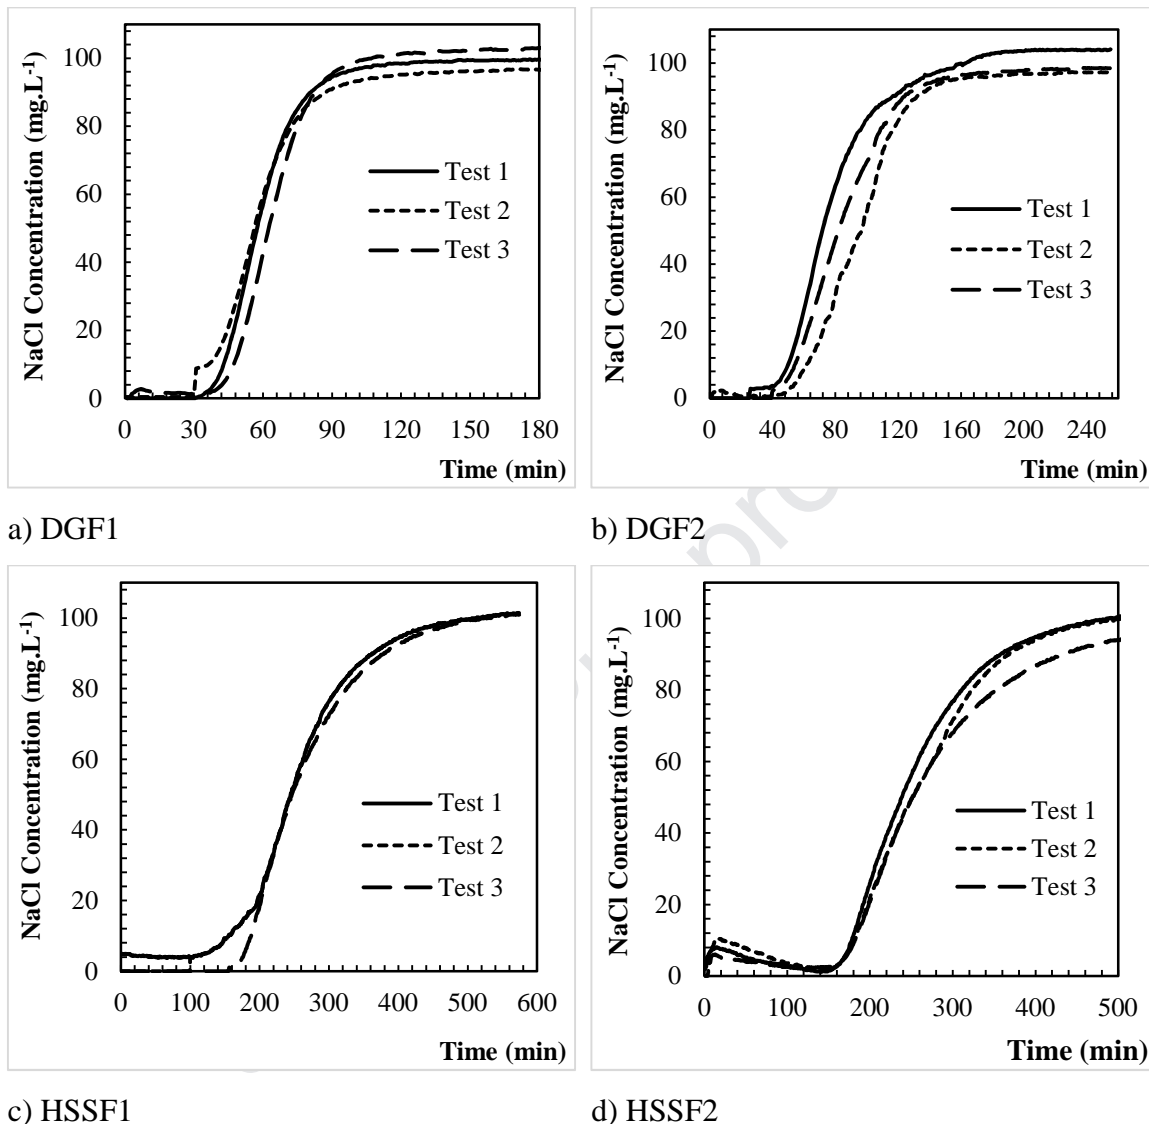 NaCl Concentration (mg.L-1)
100
80
60
40
20
0
Test 1
Test 2
Test 3
0 30 60 90 120 150 180
Time (min)
a) DGF1
NaCl Concentration (mg.L-1)
100
80
60
40
20
0
Test 1
Test 2
Test 3
0 40 80 120 160 200 240
Time (min)
b) DGF2
NaCl Concentration (mg.L-1)
100
80
60
40
20
0
Test 1
Test 2
Test 3
0 100 200 300 400 500 600
Time (min)
c) HSSF1
NaCl Concentration (mg.L-1)
100
80
60
40
20
0
Test 1
Test 2
Test 3
0 100 200 300 400 500
Time (min)
d) HSSF2